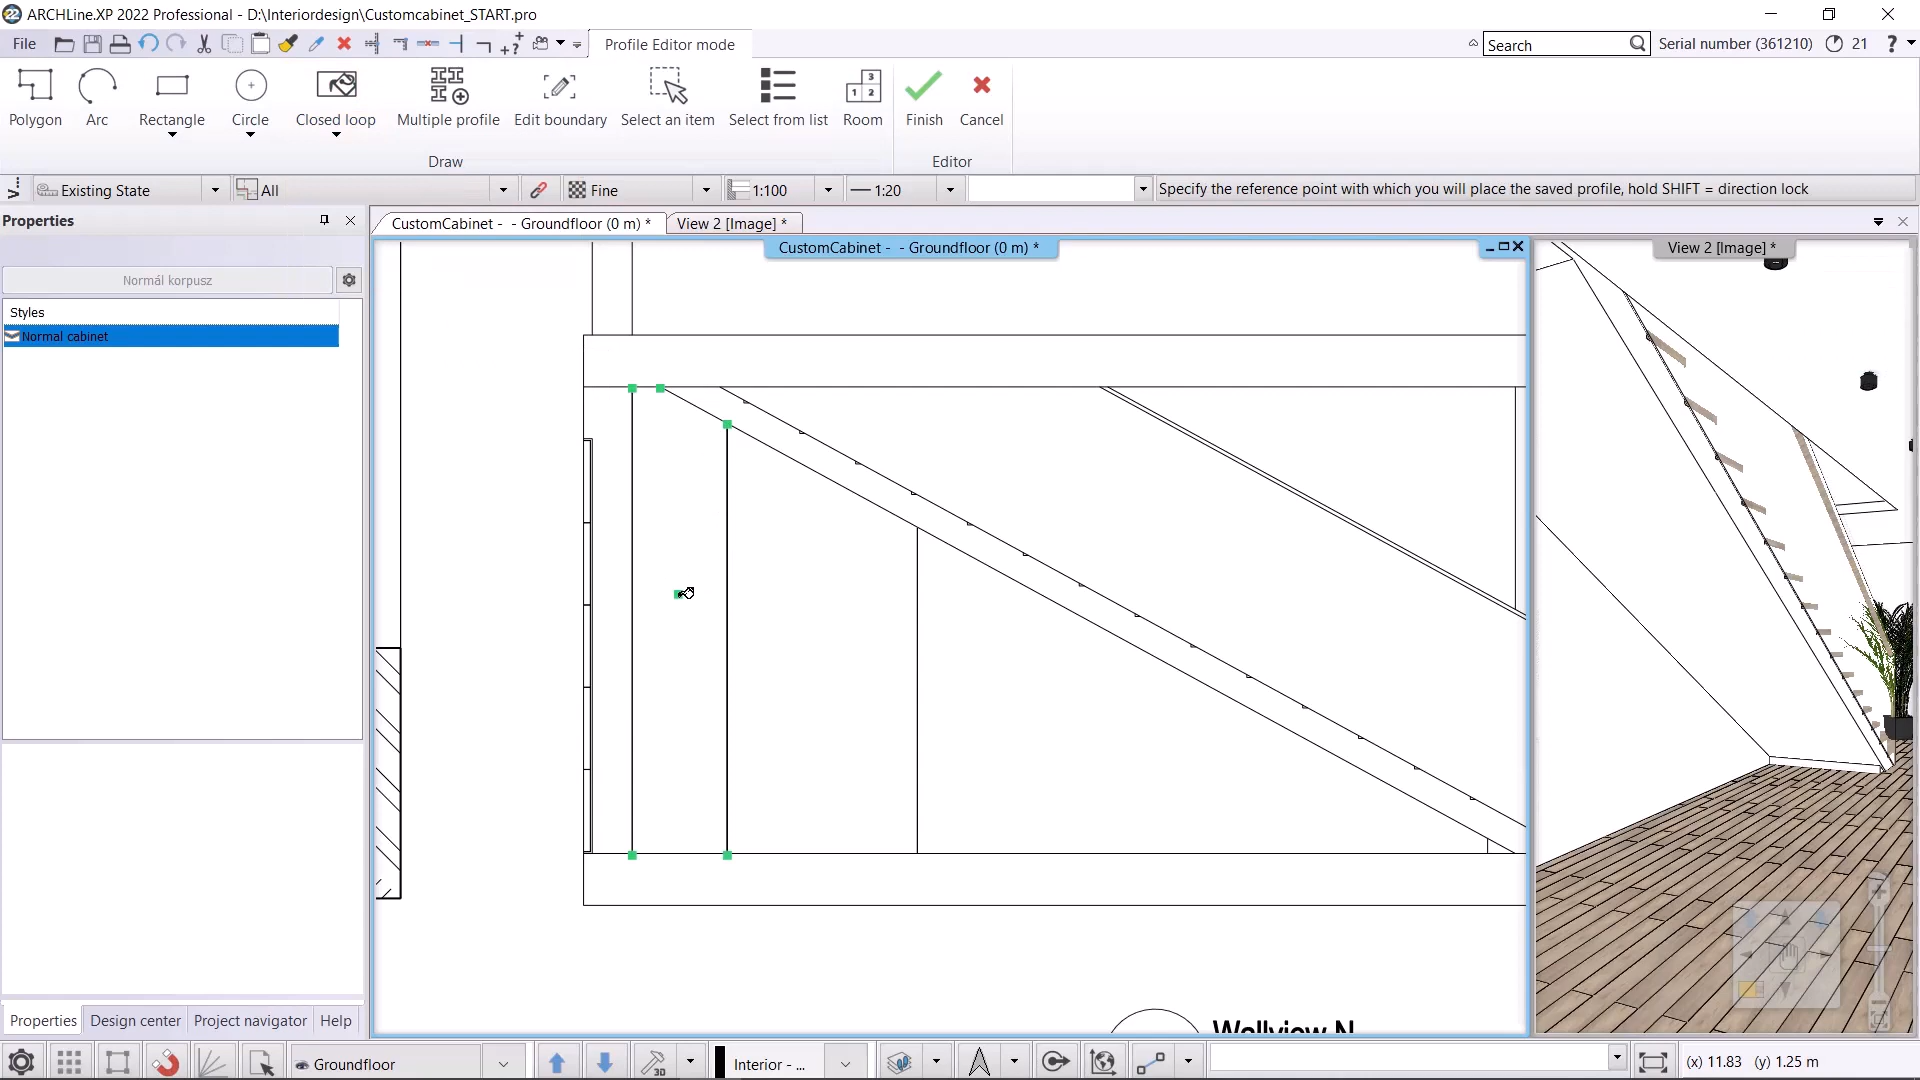 ARCHLine.XP 2022 Professional - D:\Interiordesign\Customcabinet_START.pro
File
Profile Editor mode
Search
Serial number (361210)
21
?
Polygon
Arc
Rectangle
Circle
Closed loop
Multiple profile
Edit boundary
Select an item
Select from list
Room
Finish
Cancel
Draw
Editor
Existing State
All
Fine
1:100
1:20
Specify the reference point with which you will place the saved profile, hold SHIFT = direction lock
Properties
CustomCabinet - - Groundfloor (0 m) *
View 2 [Image] *
CustomCabinet - - Groundfloor (0 m) *
View 2 [Image] *
Normál korpusz
Styles
Normal cabinet
Wallview N
Properties
Design center
Project navigator
Help
Groundfloor
3D
Interior - ...
(x) 11.83 (y) 1.25 m